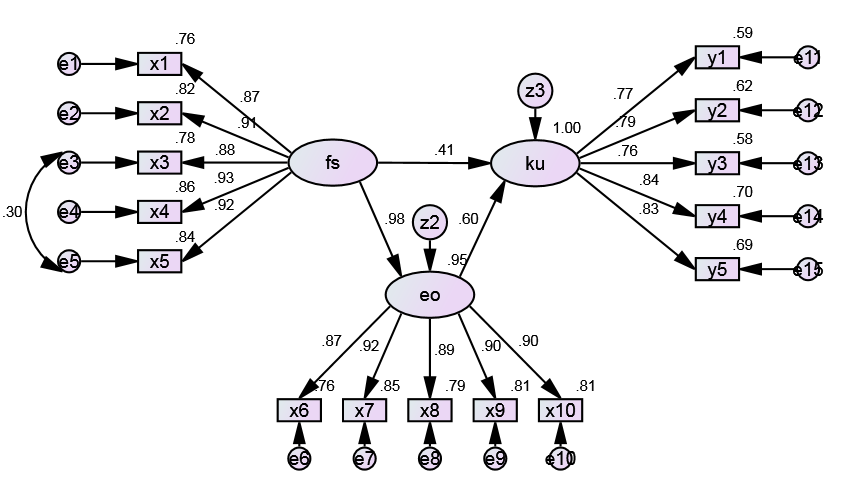 .76
e1 x1
.87
.82
e2 x2
.91
.78
e3 x3
.88
.86
e4 x4
.93
.30
.84
e5 x5
.92
fs
.41
z3
1.00
ku
.98
z2
.60
.95
eo
.77
.59
y1 e11
.79
.62
y2 e12
.76
.58
y3 e13
.84
.70
y4 e14
.83
.69
y5 e15
.87 .92 .89 .90 .90
.76 .85 .79 .81 .81
x6 x7 x8 x9 x10
e6 e7 e8 e9 e10